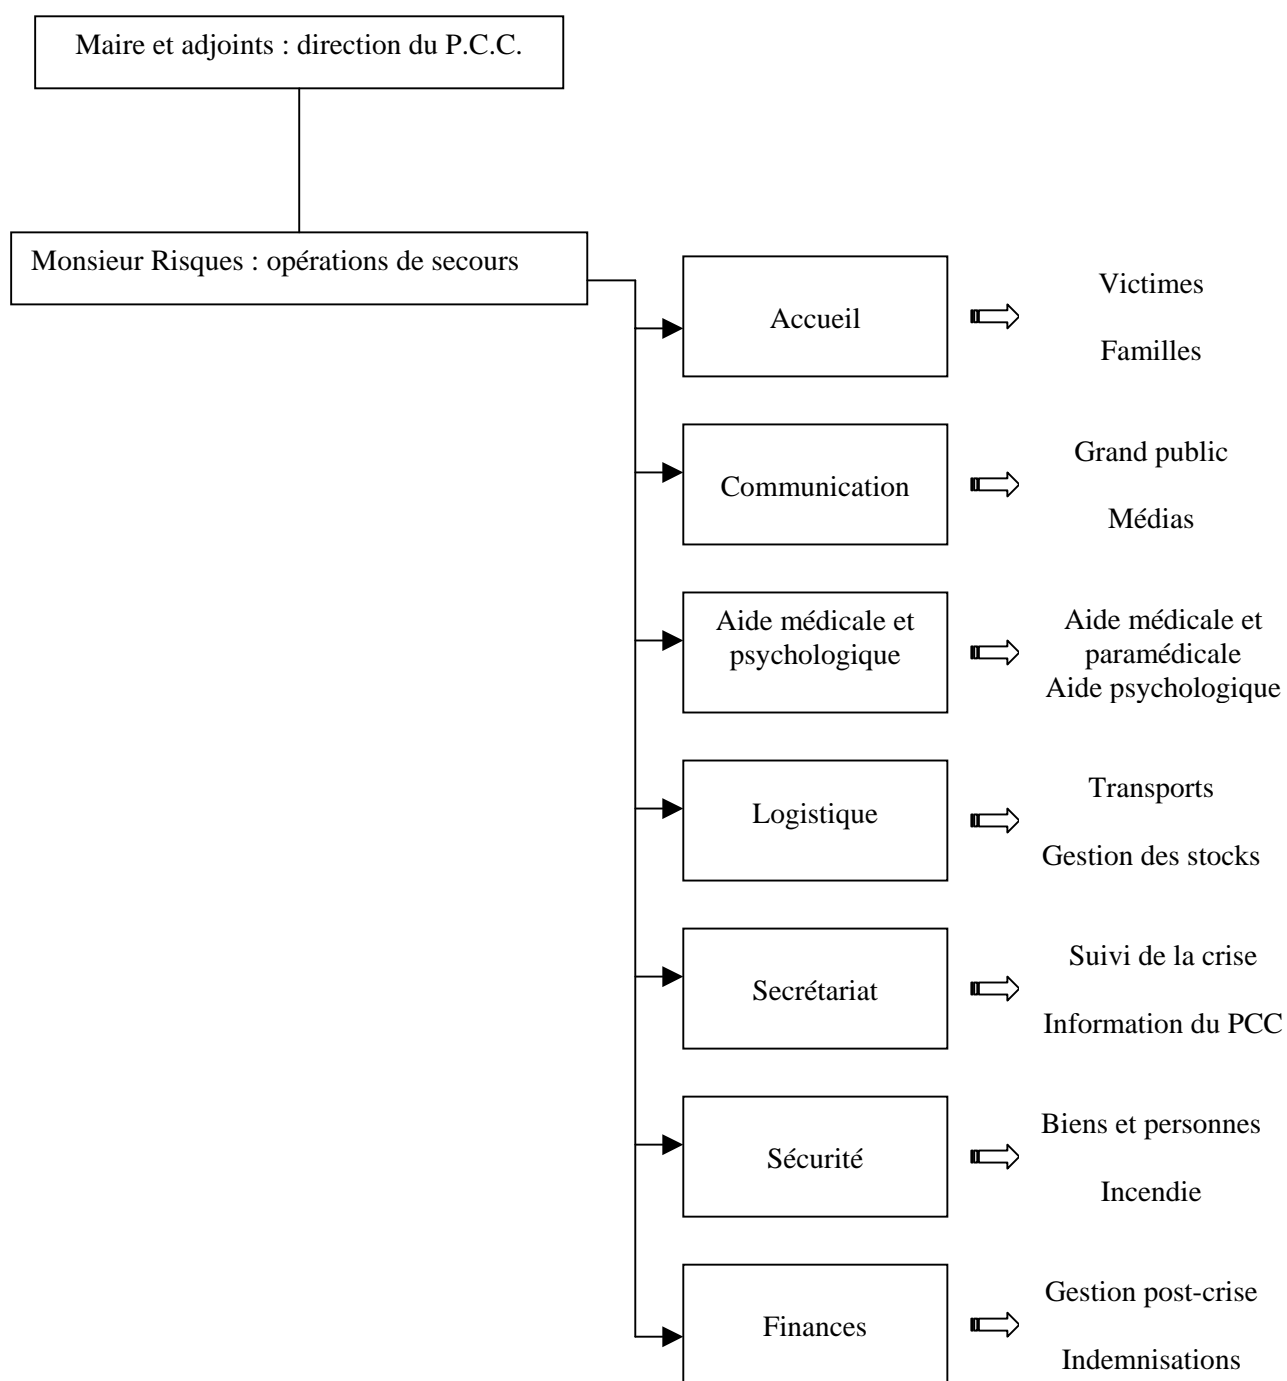 Maire et adjoints : direction du P.C.C.
Monsieur Risques : opérations de secours
Accueil
Victimes
Familles
Communication
Grand public
Médias
Aide médicale et
psychologique
Aide médicale et
paramédicale
Aide psychologique
Logistique
Transports
Gestion des stocks
Secrétariat
Suivi de la crise
Information du PCC
Sécurité
Biens et personnes
Incendie
Finances
Gestion post-crise
Indemnisations